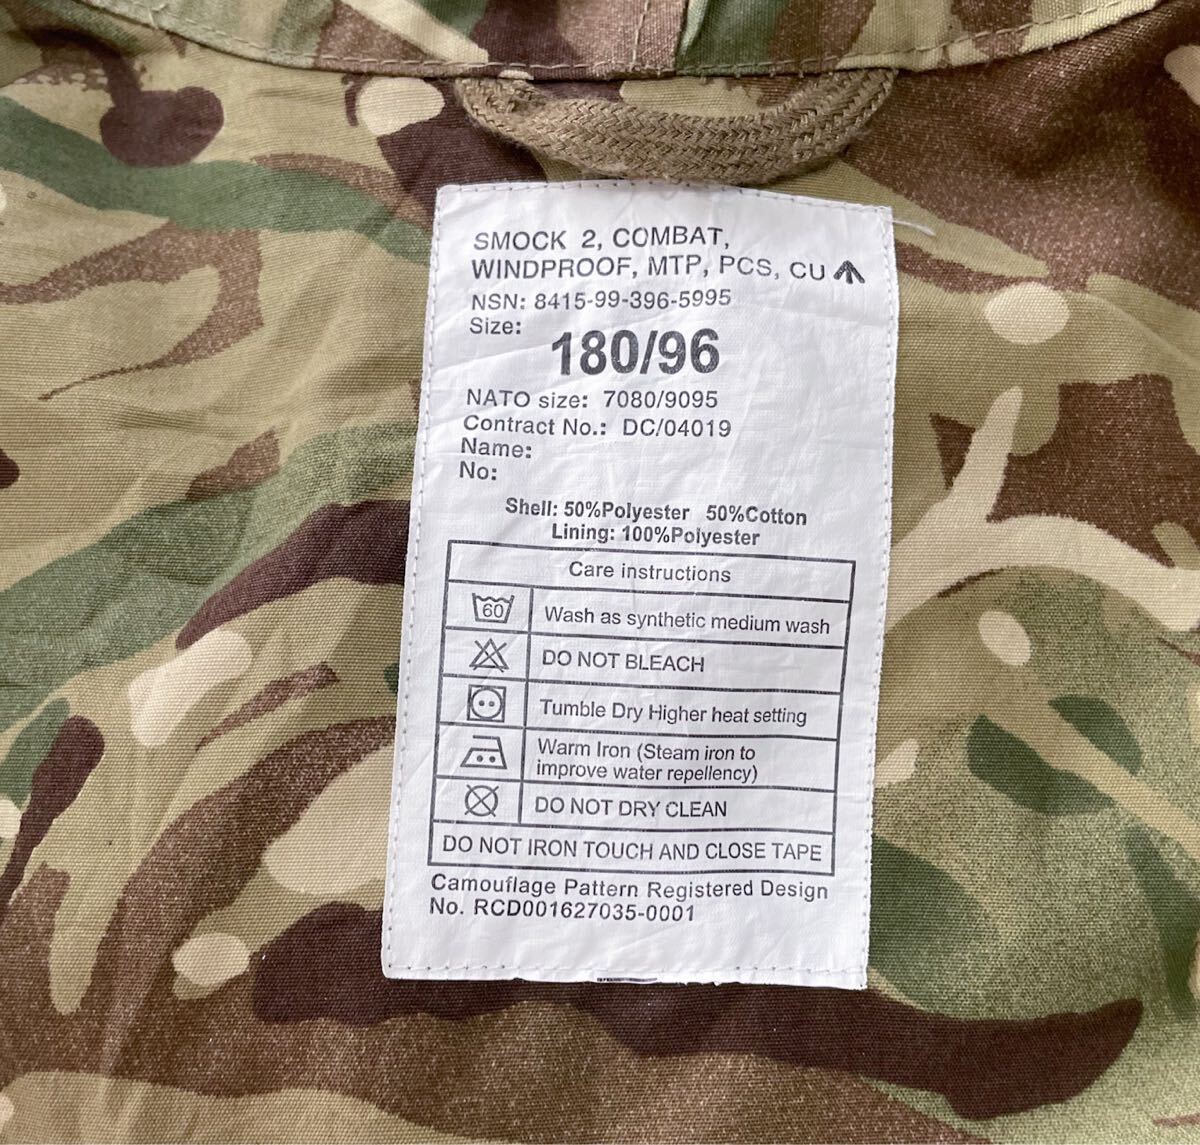 SMOCK 2, COMBAT,
WINDPROOF, MTP, PCS, CU
NSN: 8415-99-396-5995
Size:
180/96
NATO size: 7080/9095
Contract No.: DC/04019
Name:
No:
Shell: 50%Polyester 50%Cotton
Lining: 100%Polyester
Care instructions
60 Wash as synthetic medium wash
DO NOT BLEACH
Tumble Dry Higher heat setting
Warm Iron (Steam iron to
improve water repellency)
DO NOT DRY CLEAN
DO NOT IRON TOUCH AND CLOSE TAPE
Camouflage Pattern Registered Design
No. RCD001627035-0001